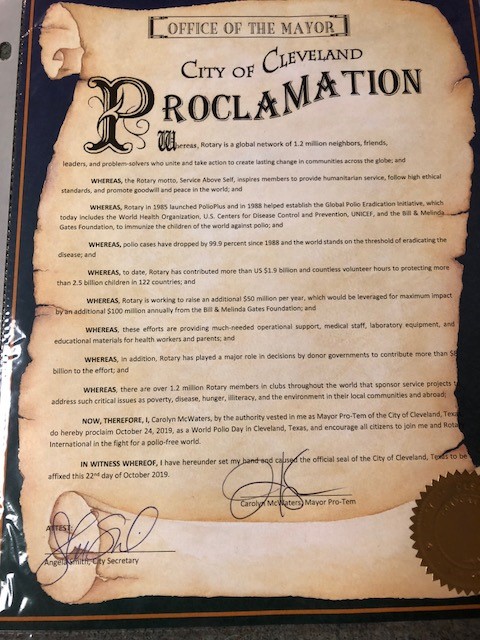 OFFICE OF THE MAYOR
CITY OF CLEVELAND
PROCLAMATION
Whereas, Rotary is a global network of 1.2 million neighbors, friends,
leaders, and problem-solvers who unite and take action to create lasting change in communities across the globe; and
WHEREAS, the Rotary motto, Service Above Self, inspires members to provide humanitarian service, follow high ethical
standards, and promote goodwill and peace in the world; and
WHEREAS, Rotary in 1985 launched PolioPlus and in 1988 helped establish the Global Polio Eradication Initiative, which
today includes the World Health Organization, U.S. Centers for Disease Control and Prevention, UNICEF, and the Bill & Melinda
Gates Foundation, to immunize the children of the world against polio; and
WHEREAS, polio cases have dropped by 99.9 percent since 1988 and the world stands on the threshold of eradicating the
disease; and
WHEREAS, to date, Rotary has contributed more than US $1.9 billion and countless volunteer hours to protecting more
than 2.5 billion children in 122 countries; and
WHEREAS, Rotary is working to raise an additional $50 million per year, which would be leveraged for maximum impact
by an additional $100 million annually from the Bill & Melinda Gates Foundation; and
WHEREAS, these efforts are providing much-needed operational support, medical staff, laboratory equipment, and
educational materials for health workers and parents; and
WHEREAS, in addition, Rotary has played a major role in decisions by donor governments to contribute more than $8
billion to the effort; and
WHEREAS, there are over 1.2 million Rotary members in clubs throughout the world that sponsor service projects t
address such critical issues as poverty, disease, hunger, illiteracy, and the environment in their local communities and abroad;
NOW, THEREFORE, I, Carolyn McWaters, by the authority vested in me as Mayor Pro-Tem of the City of Cleveland, Texa
do hereby proclaim October 24, 2019, as a World Polio Day in Cleveland, Texas, and encourage all citizens to join me and Rota
International in the fight for a polio-free world.
IN WITNESS WHEREOF, I have hereunder set my hand and caused the official seal of the City of Cleveland, Texas to be
affixed this 22nd day of October 2019.
Carolyn McWaters, Mayor Pro-Tem
ATTEST:
Angela Smith, City Secretary